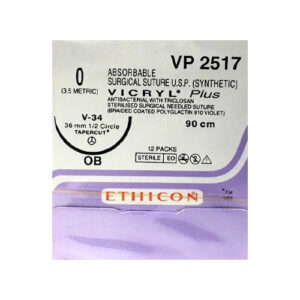 VP 2517
0
(3.5 METRIC)
ABSORBABLE
SURGICAL SUTURE U.S.P. (SYNTHETIC)
VICRYL* Plus
ANTIBACTERIAL WITH TRICLOSAN
STERILISED SURGICAL NEEDLED SUTURE
(BRAIDED COATED POLYGLACTIN 910 VIOLET)
90 cm
V-34
36 mm 1/2 Circle
TAPERCUT*
OB
12 PACKS
STERILE EO
ETHICON
TM